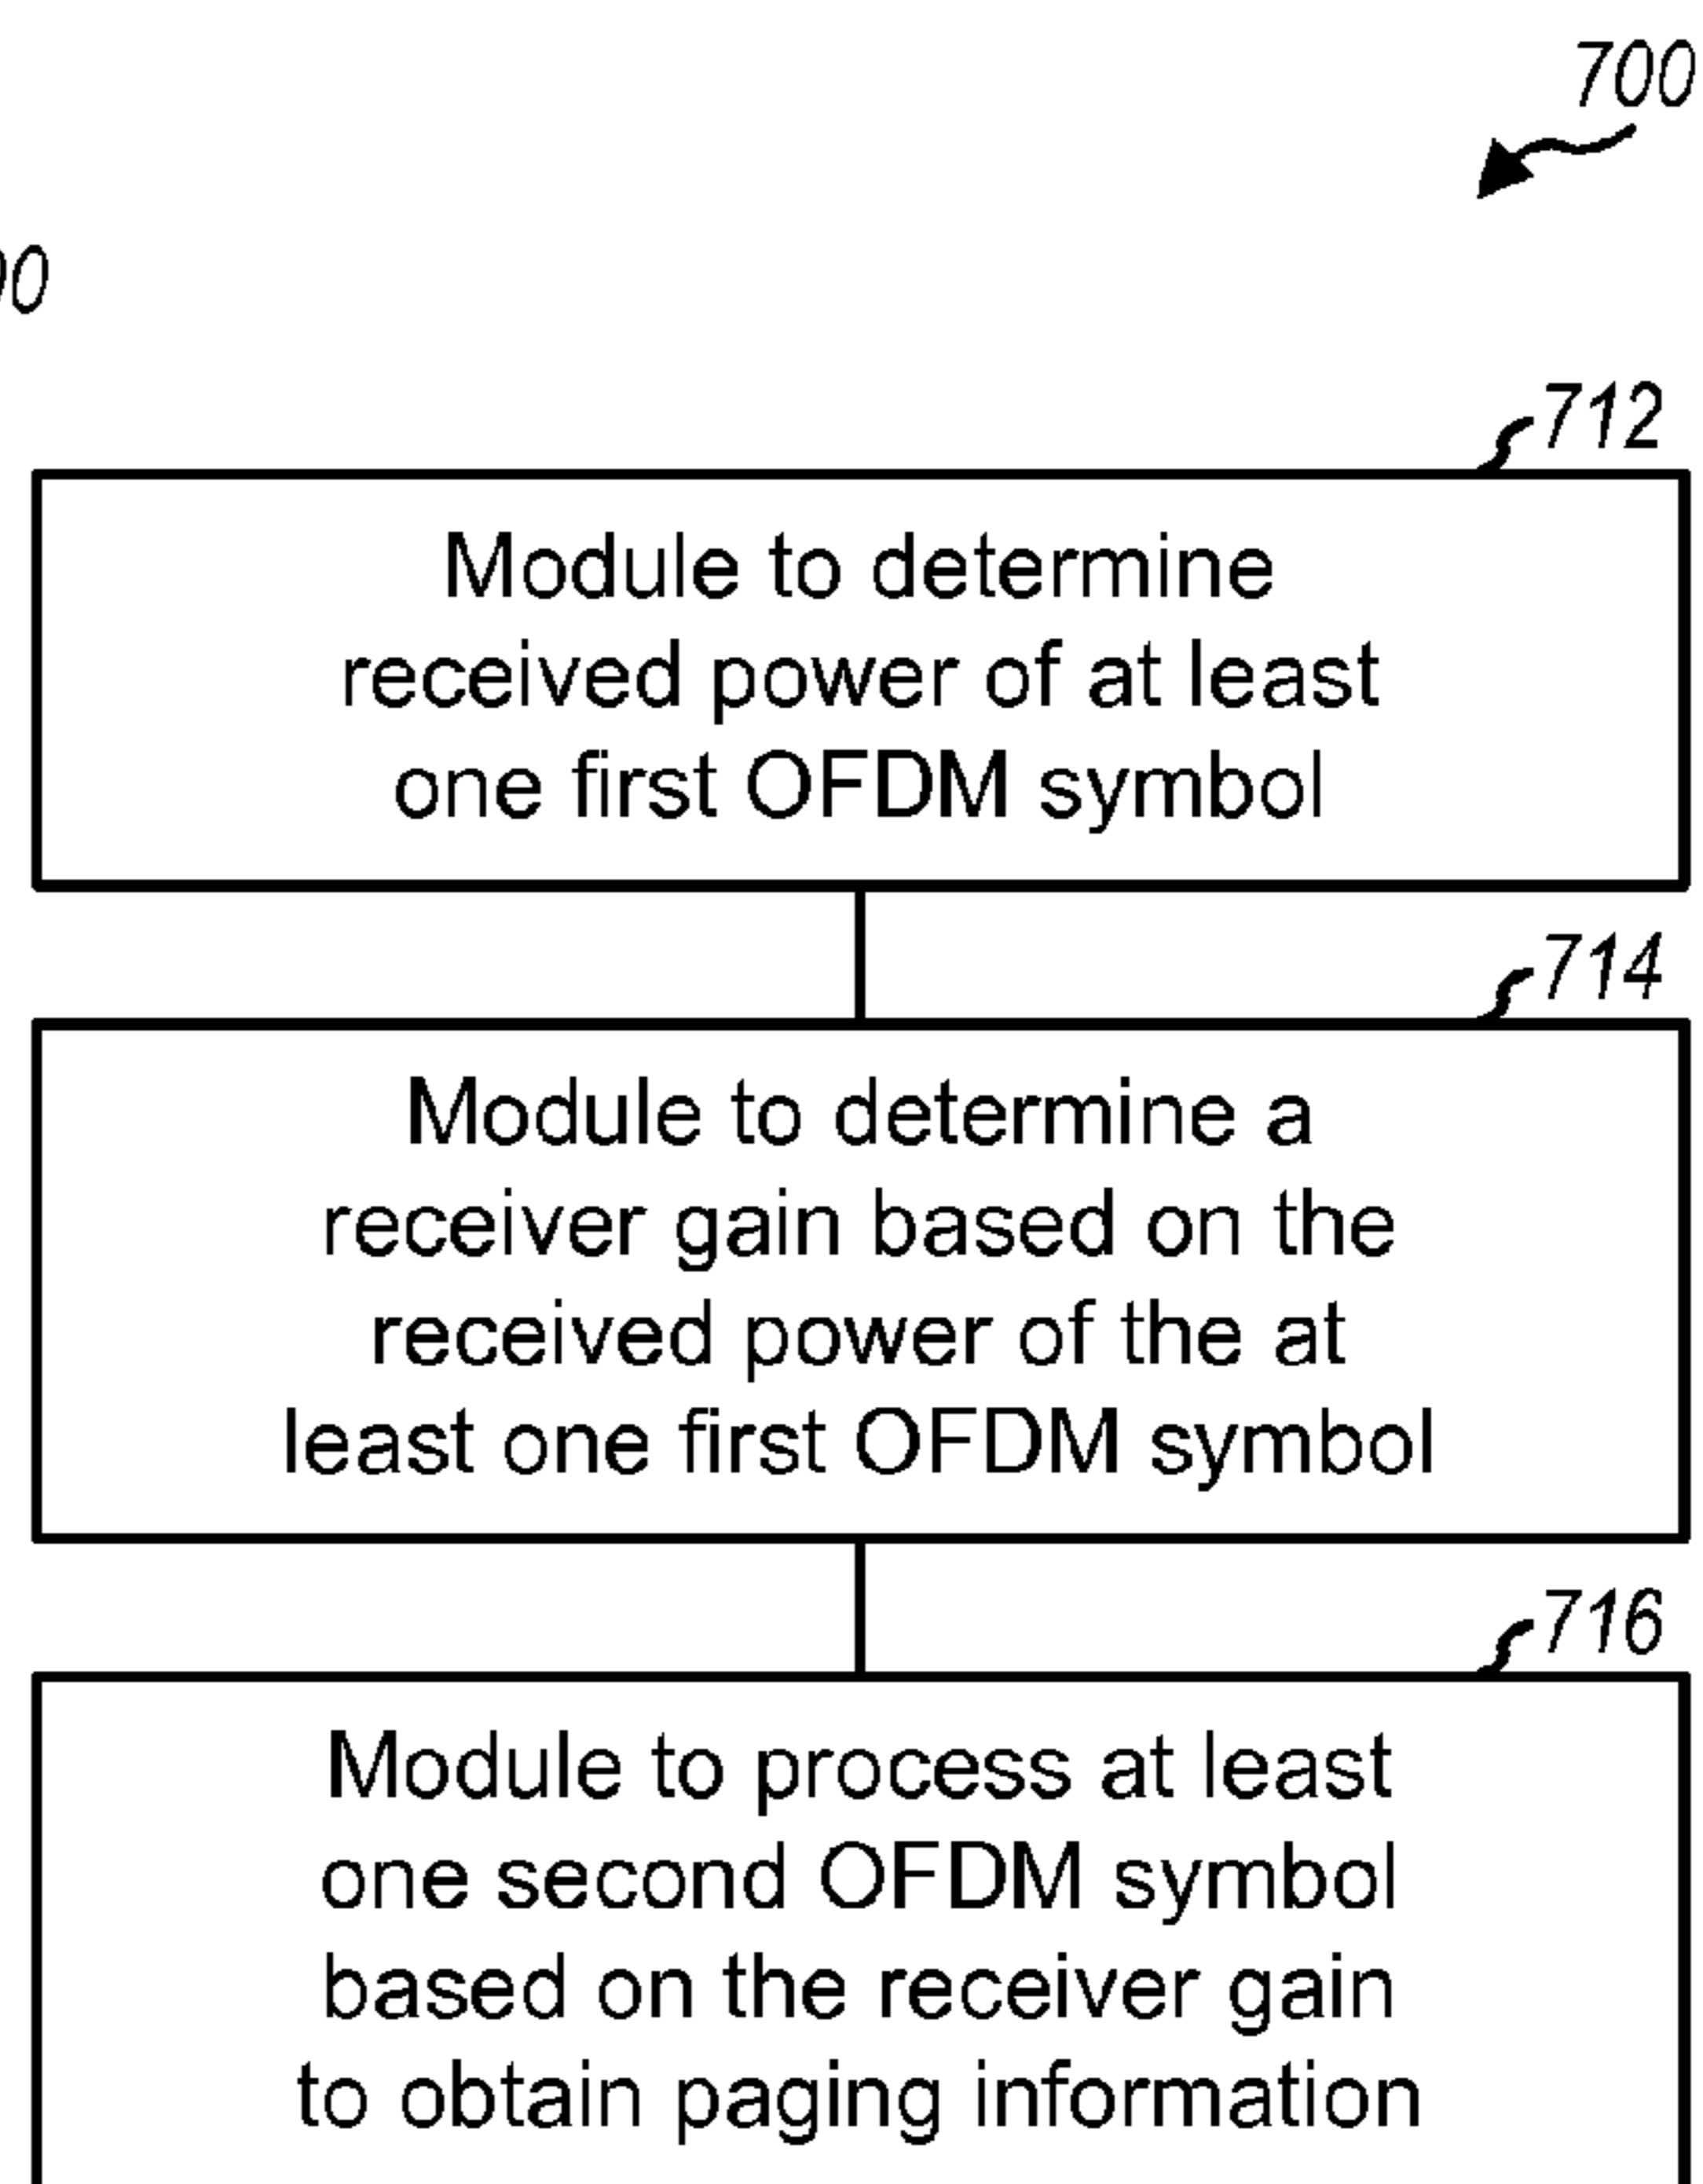 700
00
712
Module to determine
received power of at least
one first OFDM symbol
714
Module to determine a
receiver gain based on the
received power of the at
least one first OFDM symbol
716
Module to process at least
one second OFDM symbol
based on the receiver gain
to obtain paging information